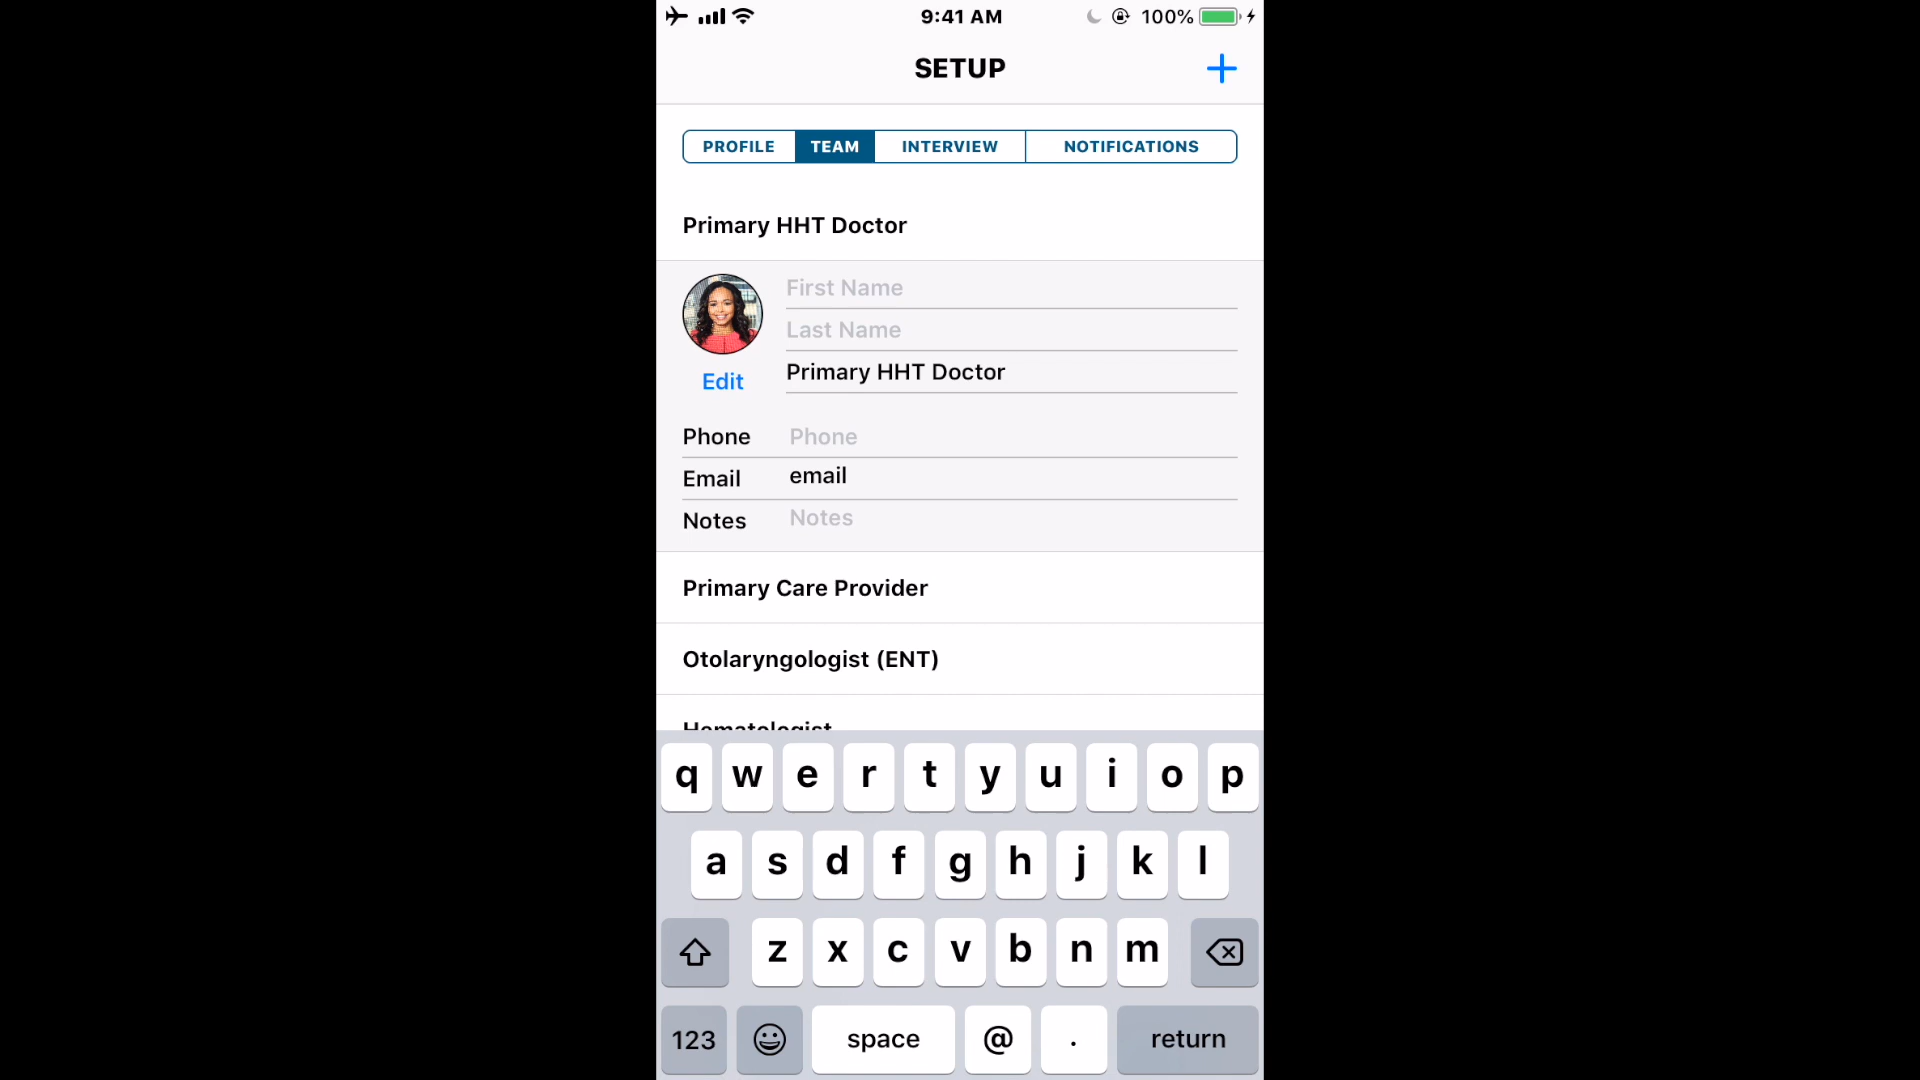 9:41 AM
100%
SETUP
PROFILE TEAM INTERVIEW NOTIFICATIONS
Primary HHT Doctor
First Name
Last Name
Edit Primary HHT Doctor
Phone Phone
Email email
Notes Notes
Primary Care Provider
Otolaryngologist (ENT)
Hematologist
q w e r t y u i o p
a s d f g h j k l
z x c v b n m
123 space @ . return